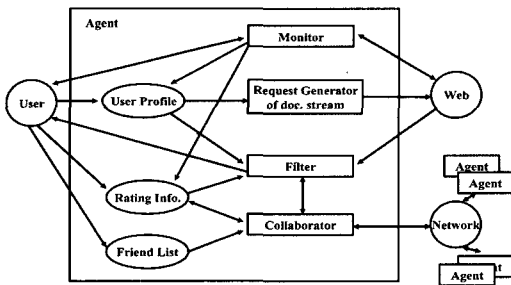 Agent
Monitor
User
User Profile
Request Generator
of doc. stream
Web
Filter
Agent
Agent
Rating Info.
Collaborator
Network
Friend List
Agent